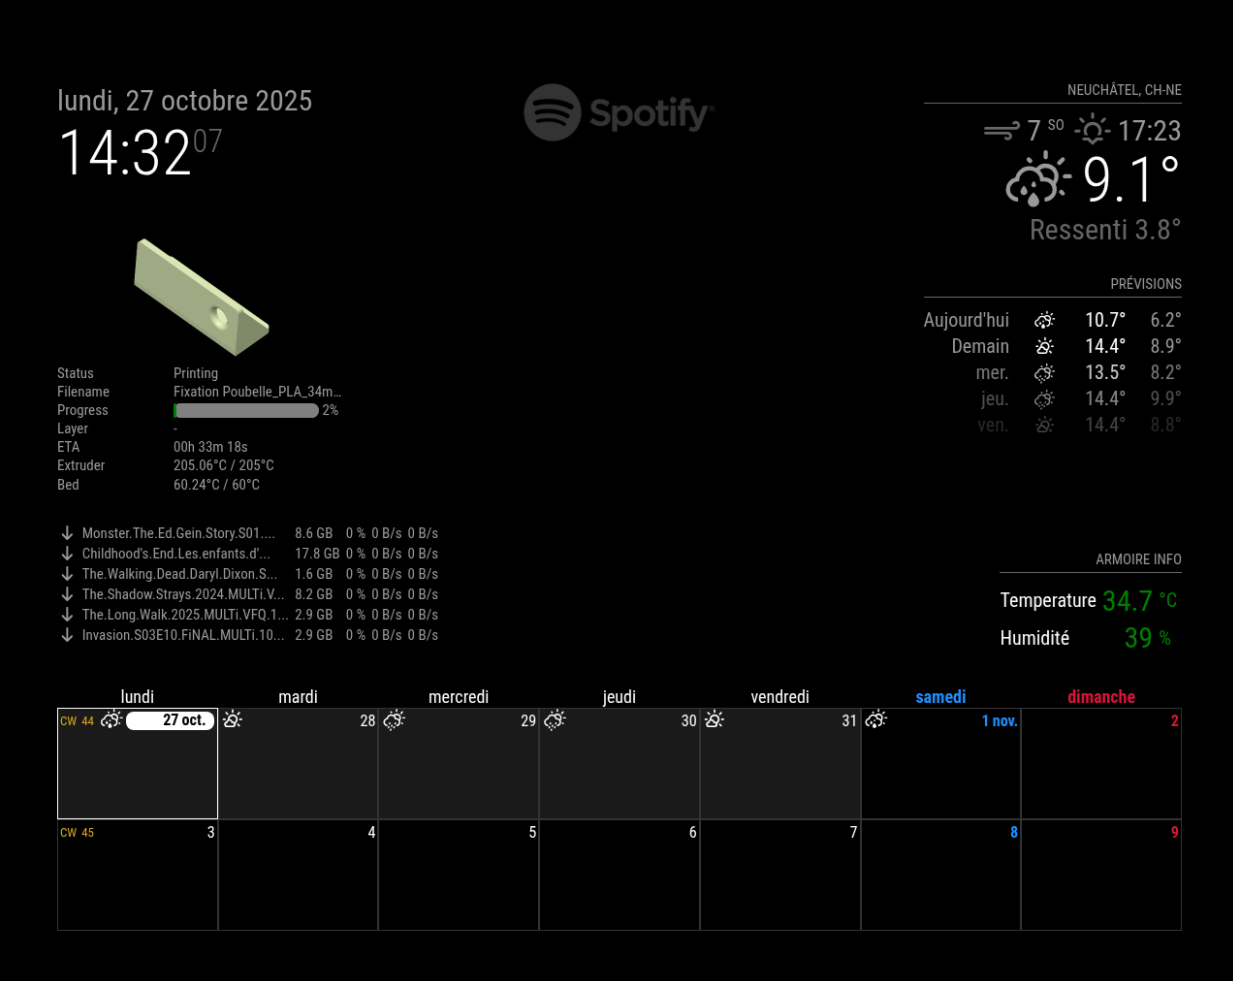 lundi, 27 octobre 2025
14:32 07
Spotify®
NEUCHÂTEL, CH-NE
7 SO 17:23
9.1°
Ressenti 3.8°
PRÉVISIONS
Aujourd'hui 10.7° 6.2°
Demain 14.4° 8.9°
mer. 13.5° 8.2°
jeu. 14.4° 9.9°
ven. 14.4° 8.8°
Status Printing
Filename Fixation Poubelle_PLA_34m...
Progress 2%
Layer -
ETA 00h 33m 18s
Extruder 205.06°C / 205°C
Bed 60.24°C / 60°C
Monster.The.Ed.Gein.Story.S01.... 8.6 GB 0 % 0 B/s 0 B/s
Childhood's.End.Les.enfants.d'... 17.8 GB 0 % 0 B/s 0 B/s
The.Walking.Dead.Daryl.Dixon.S... 1.6 GB 0 % 0 B/s 0 B/s
The.Shadow.Strays.2024.MULTi.V... 8.2 GB 0 % 0 B/s 0 B/s
The.Long.Walk.2025.MULTi.VFQ.1... 2.9 GB 0 % 0 B/s 0 B/s
Invasion.S03E10.FiNAL.MULTi.10... 2.9 GB 0 % 0 B/s 0 B/s
ARMOIRE INFO
Temperature 34.7 °C
Humidité 39 %
lundi mardi mercredi jeudi vendredi samedi dimanche
CW 44 27 oct. 28 29 30 31 1 nov. 2
CW 45 3 4 5 6 7 8 9